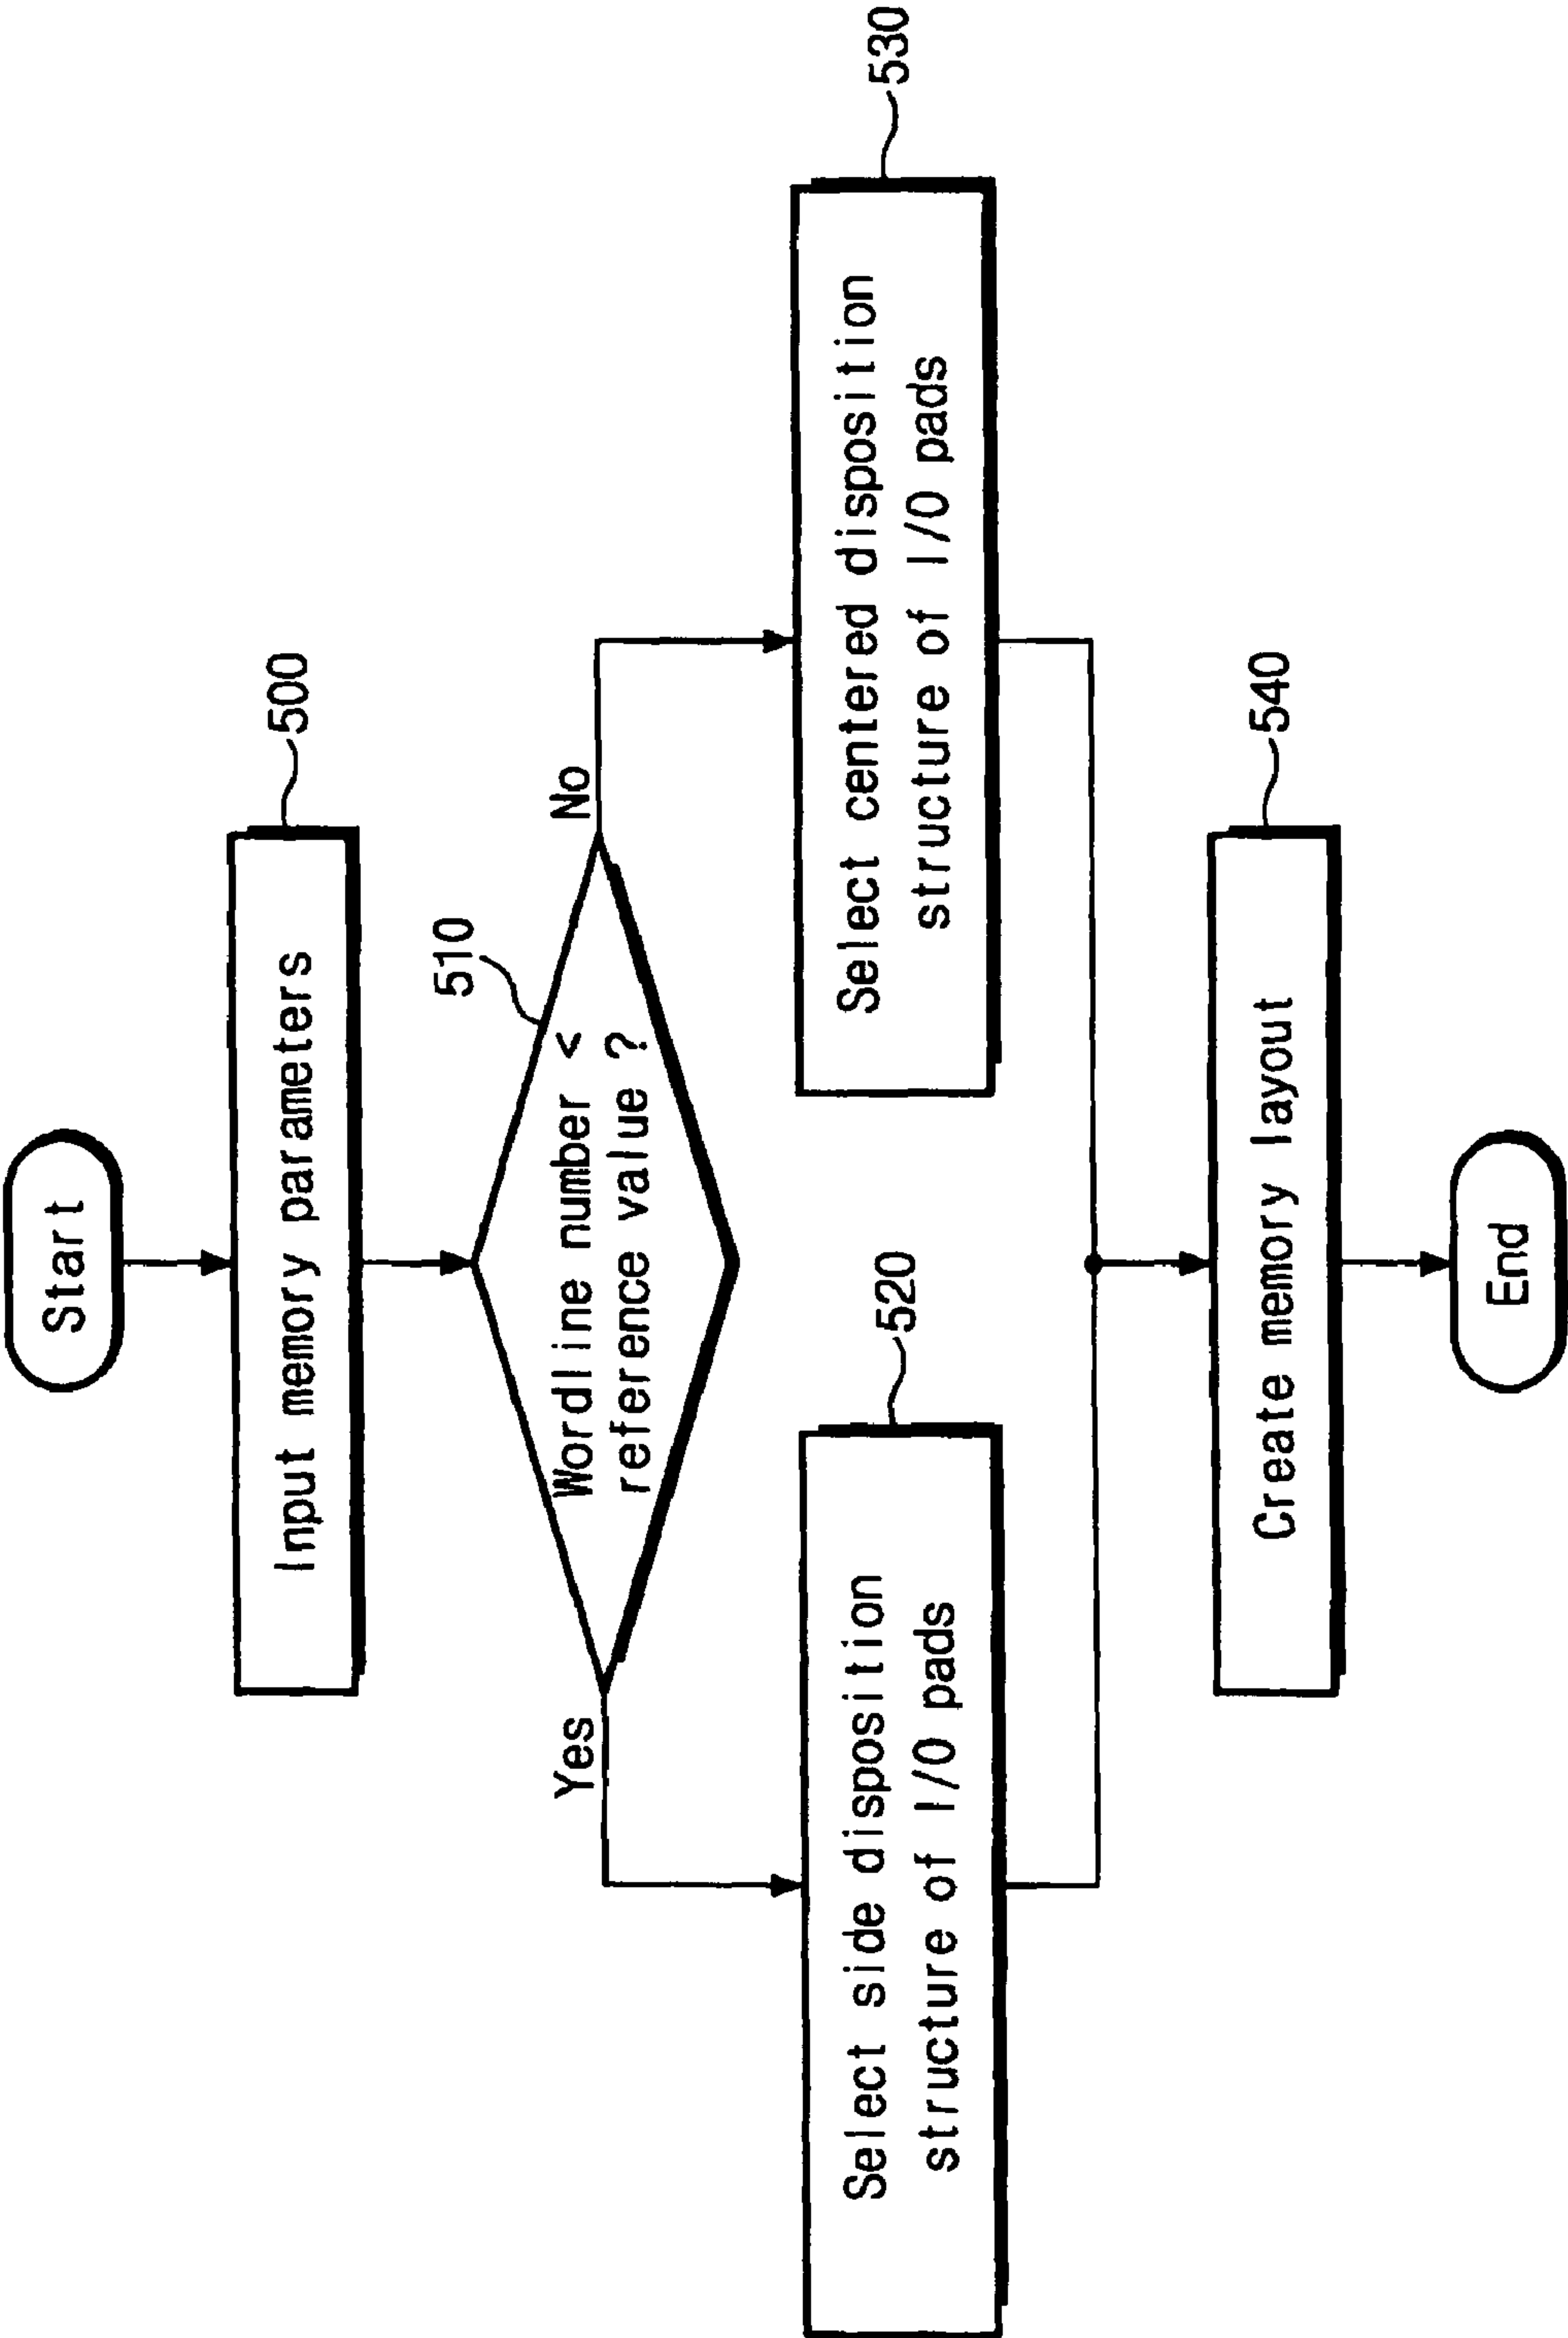 Start
500
Input memory parameters
510
Wordline number <
reference value ?
Yes
No
520
Select side disposition
structure of I/O pads
530
Select centered disposition
structure of I/O pads
540
Create memory layout
End